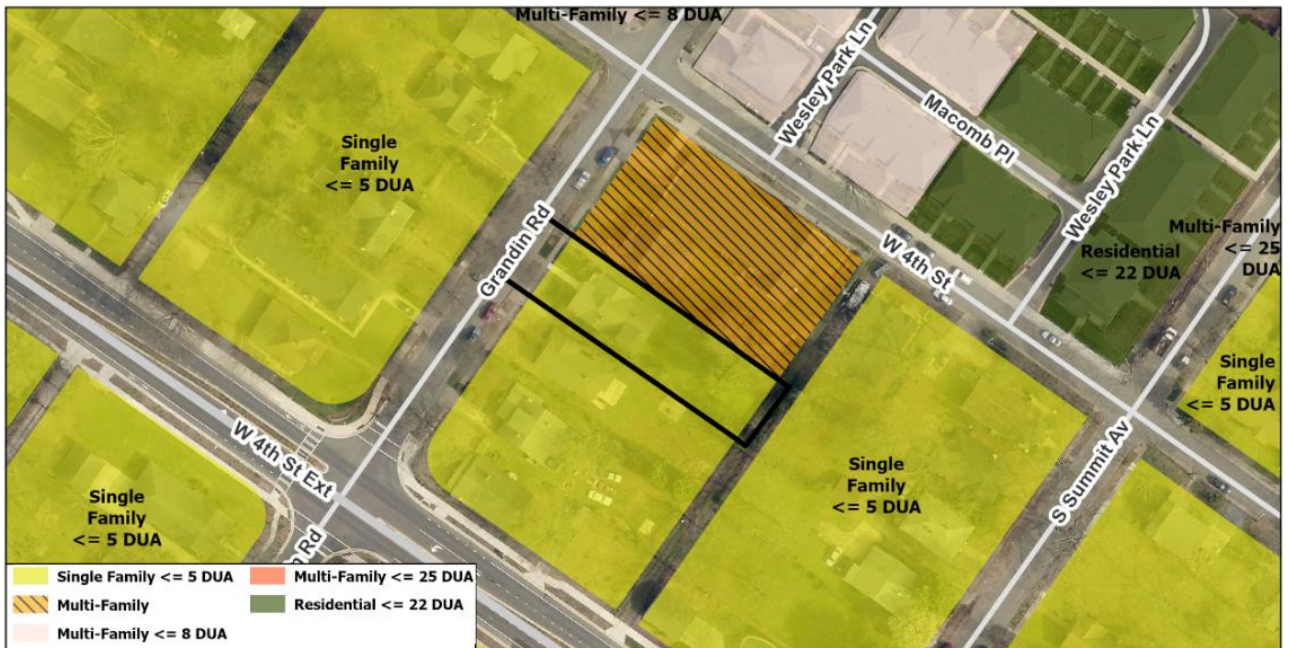 Multi-Family <= 8 DUA
Wesley Park Ln
Macomb Pl
Single
Family
<= 5 DUA
Wesley Park Ln
Grandin Rd
W 4th St
Multi-Family
<= 25
DUA
Residential
<= 22 DUA
Single
Family
<= 5 DUA
W 4th St Ext
S Summit Av
Single
Family
<= 5 DUA
Single
Family
<= 5 DUA
n Rd
Single Family <= 5 DUA
Multi-Family <= 25 DUA
Multi-Family
Residential <= 22 DUA
Multi-Family <= 8 DUA